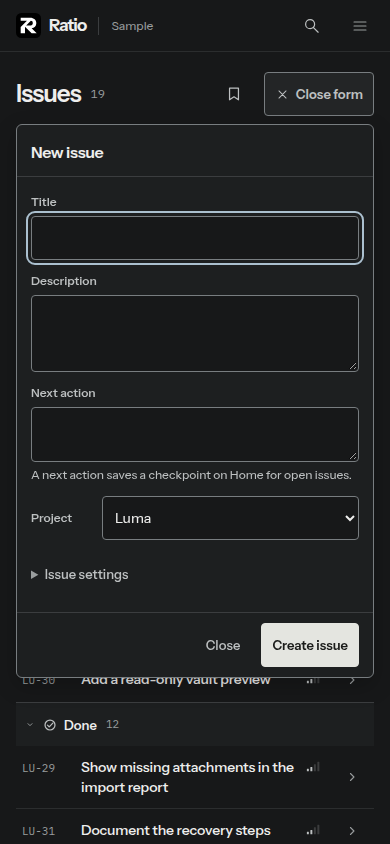 Ratio
Sample
Issues 19
Close form
New issue
Title
Description
Next action
A next action saves a checkpoint on Home for open issues.
Project
Luma
Issue settings
Close
Create issue
LU-30 Add a read-only vault preview
Done 12
LU-29 Show missing attachments in the
import report
LU-31 Document the recovery steps